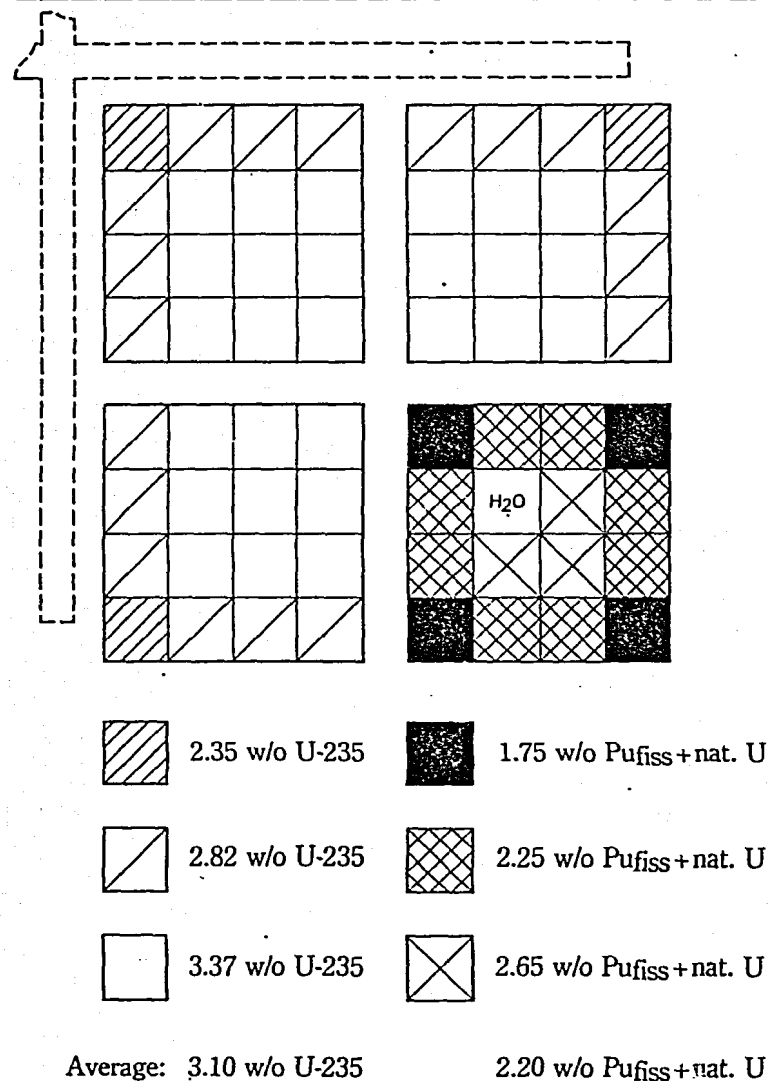 H2O
2.35 w/o U-235
1.75 w/o Pufiss+nat. U
2.82 w/o U-235
2.25 w/o Pufiss+nat. U
3.37 w/o U-235
2.65 w/o Pufiss+nat. U
Average: 3.10 w/o U-235
2.20 w/o Pufiss+nat. U